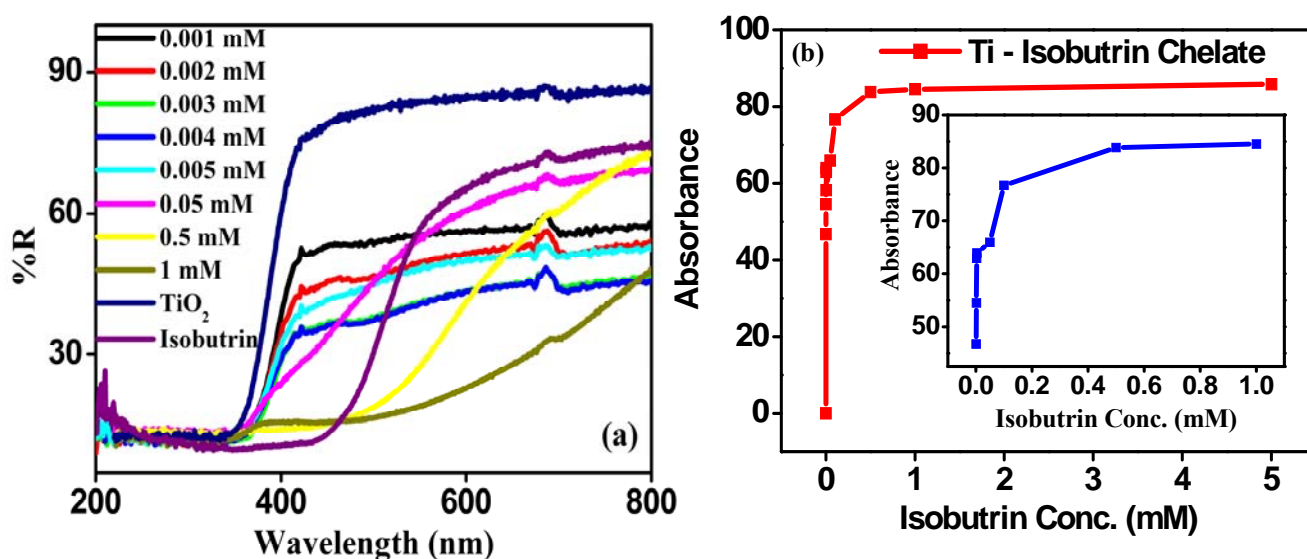 0.001 mM
0.002 mM
0.003 mM
0.004 mM
0.005 mM
0.05 mM
0.5 mM
1 mM
TiO2
Isobutrin
%R
90
60
30
200 400 600 800
Wavelength (nm)
(a)
(b)
Ti - Isobutrin Chelate
Absorbance
100
80
60
40
20
0
0 1 2 3 4 5
Isobutrin Conc. (mM)
Absorbance
90
80
70
60
50
0.0 0.2 0.4 0.6 0.8 1.0
Isobutrin Conc. (mM)